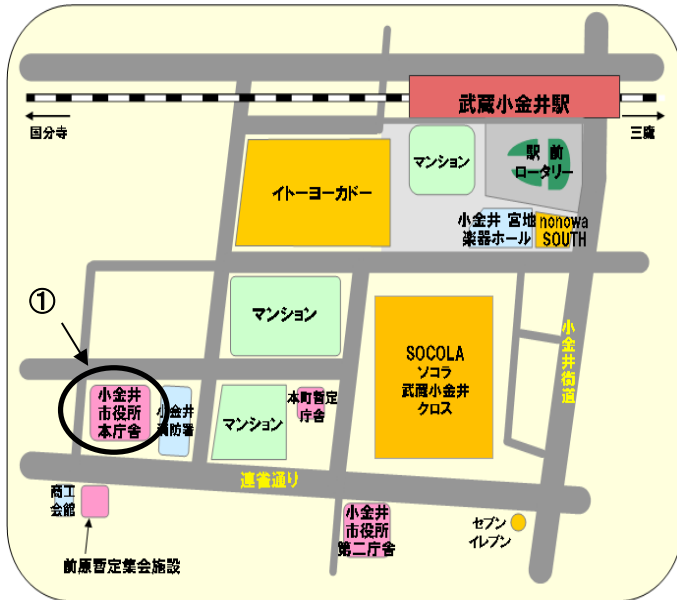 武蔵小金井駅
国分寺
三鷹
マンション
駅 前
ロータリー
イトーヨーカドー
小金井 宮地
楽器ホール
nonowa
SOUTH
①
マンション
小金井街道
SOCOLA
ソコラ
武蔵小金井
クロス
小金井
市役所
本庁舎
小金井
消防署
マンション
本町暫定
庁舎
連雀通り
商工
会館
小金井
市役所
第二庁舎
セブン
イレブン
前原暫定集会施設